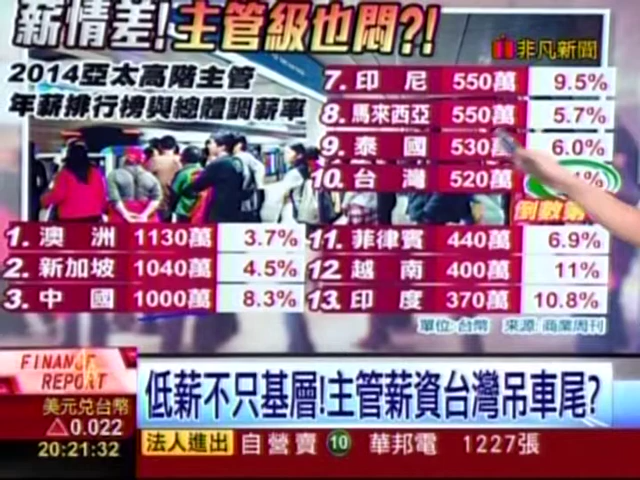 薪情差!主管級也悶?!
非凡新聞
2014亞太高階主管
年薪排行榜與總體調薪率
1. 澳洲 1130萬 3.7%
2. 新加坡 1040萬 4.5%
3. 中國 1000萬 8.3%
7. 印尼 550萬 9.5%
8. 馬來西亞 550萬 5.7%
9. 泰國 530萬 6.0%
10. 台灣 520萬
倒數
11. 菲律賓 440萬 6.9%
12 越南 400萬 11%
13. 印度 370萬 10.8%
單位:台幣 來源:商業周刊
FINANCE
REPORT
低薪不只基層!主管薪資台灣吊車尾?
美元兌台幣
△0.022
20:21:32
法人進出 自營賣 10 華邦電 1227張